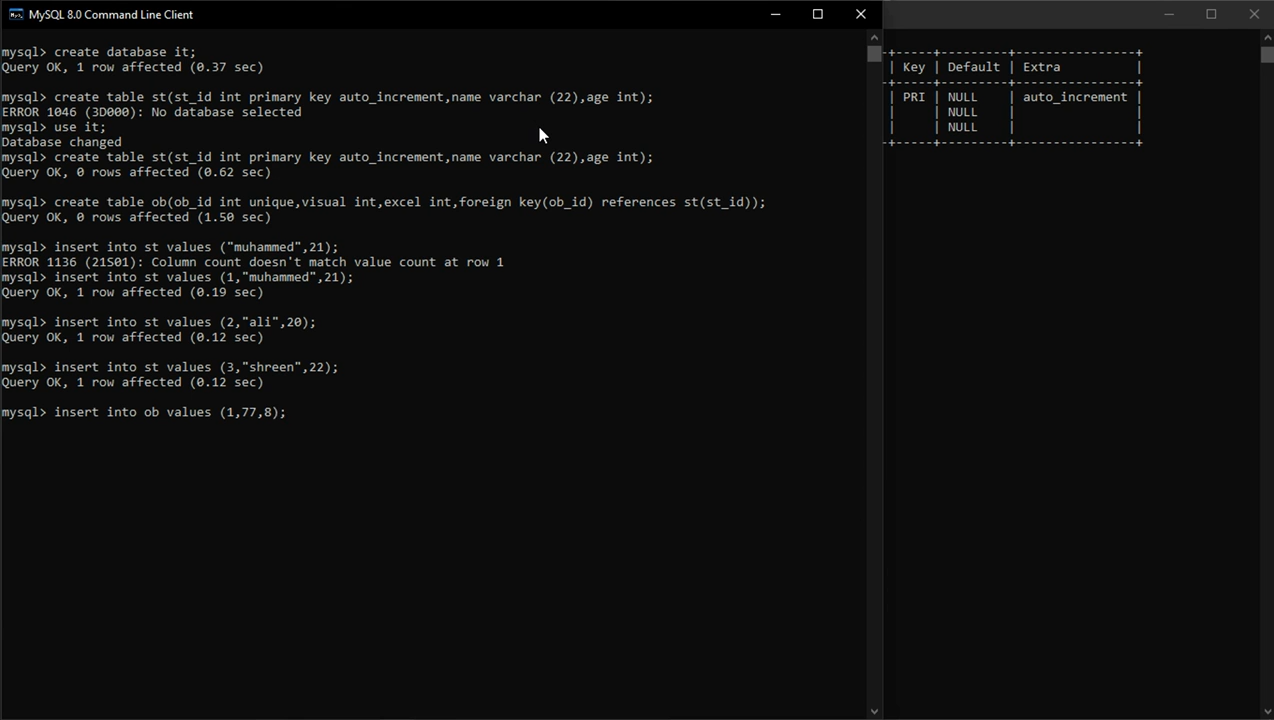 MySQL 8.0 Command Line Client
mysql> create database it;
Query OK, 1 row affected (0.37 sec)
mysql> create table st(st_id int primary key auto_increment,name varchar (22),age int);
ERROR 1046 (3D000): No database selected
mysql> use it;
Database changed
mysql> create table st(st_id int primary key auto_increment,name varchar (22),age int);
Query OK, 0 rows affected (0.62 sec)
mysql> create table ob(ob_id int unique,visual int,excel int,foreign key(ob_id) references st(st_id));
Query OK, 0 rows affected (1.50 sec)
mysql> insert into st values ("muhammed",21);
ERROR 1136 (21S01): Column count doesn't match value count at row 1
mysql> insert into st values (1,"muhammed",21);
Query OK, 1 row affected (0.19 sec)
mysql> insert into st values (2,"ali",20);
Query OK, 1 row affected (0.12 sec)
mysql> insert into st values (3,"shreen",22);
Query OK, 1 row affected (0.12 sec)
mysql> insert into ob values (1,77,8);
-+-----+---------+----------------+
| Key | Default | Extra |
-+-----+---------+----------------+
| PRI | NULL | auto_increment |
| | NULL | |
| | NULL | |
-+-----+---------+----------------+